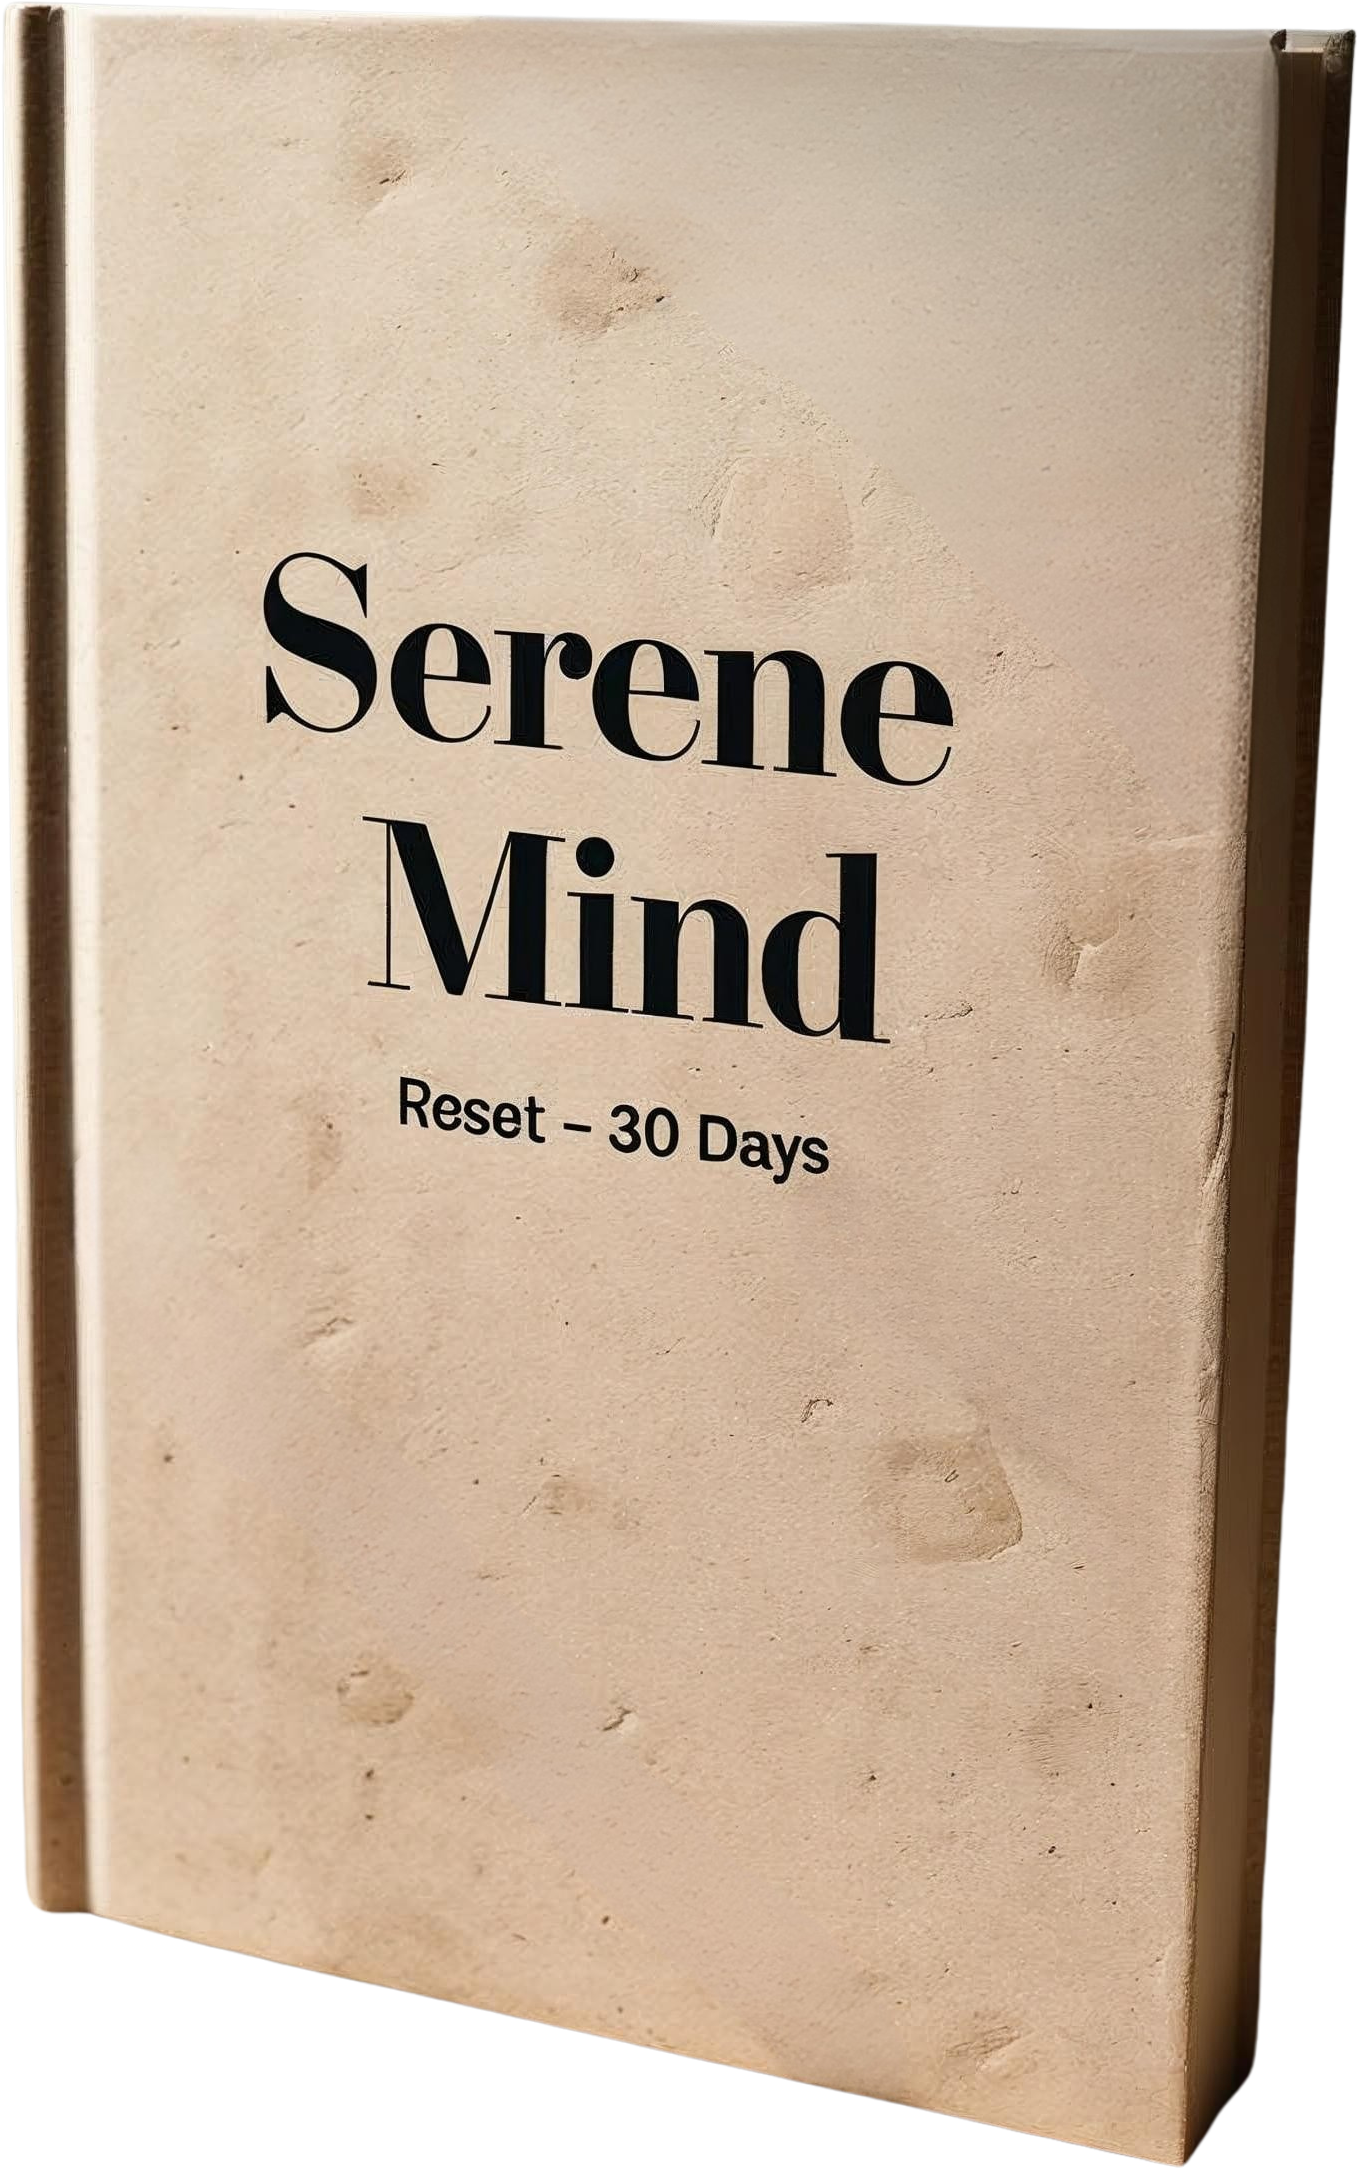 Serene
Mind
Reset – 30 Days